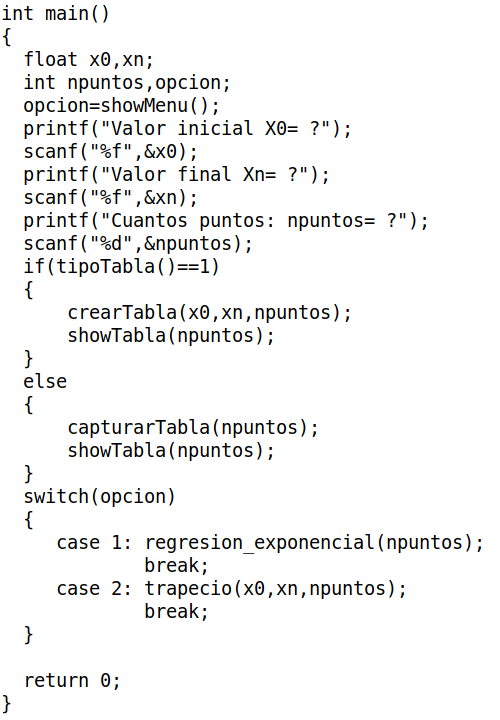 int main()
{
  float x0,xn;
  int npuntos,opcion;
  opcion=showMenu();
  printf("Valor inicial X0= ?");
  scanf("%f",&x0);
  printf("Valor final Xn= ?");
  scanf("%f",&xn);
  printf("Cuantos puntos: npuntos= ?");
  scanf("%d",&npuntos);
  if(tipoTabla()==1)
  {
      crearTabla(x0,xn,npuntos);
      showTabla(npuntos);
  }
  else
  {
      capturarTabla(npuntos);
      showTabla(npuntos);
  }
  switch(opcion)
  {
     case 1: regresion_exponencial(npuntos);
             break;
     case 2: trapecio(x0,xn,npuntos);
             break;
  }

  return 0;
}